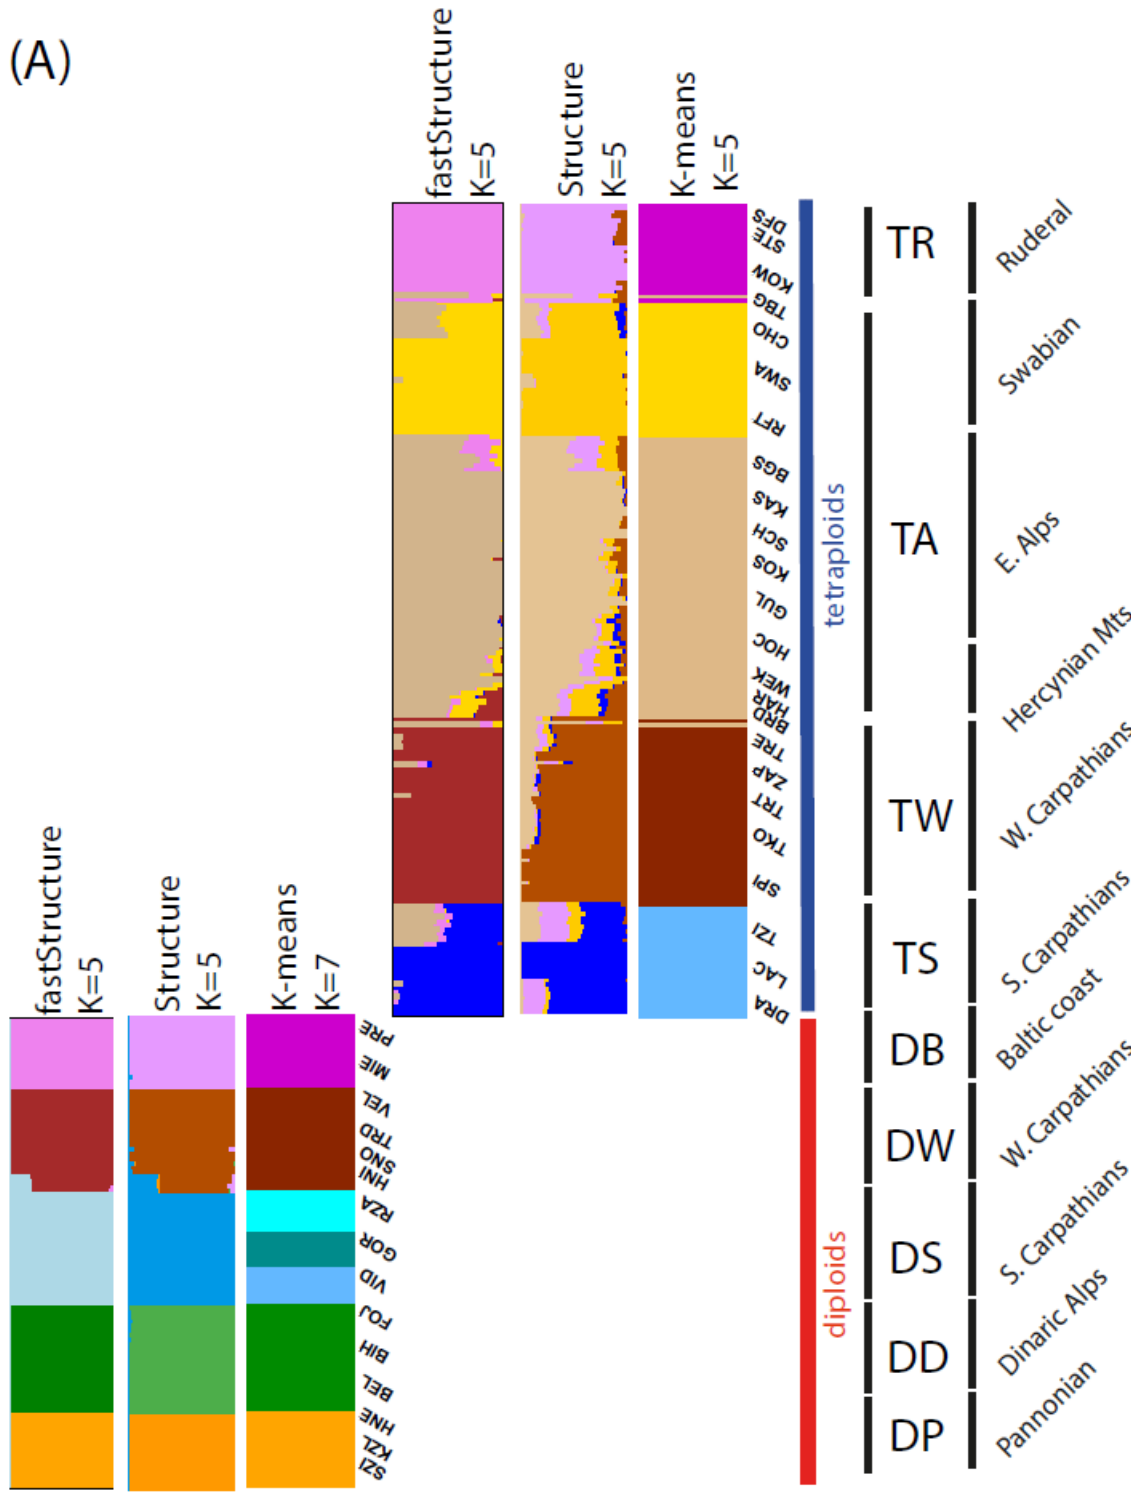 (A)
fastStructure
K=5
Structure
K=5
K-means
K=5
DFS
STE
KOW
TBG
CHO
SWA
RFT
BGS
KAS
SCH
KOS
GUL
HOC
WEK
HAR
BRD
TRE
ZAP
TRT
TKO
SPI
TZI
LAC
DRA
tetraploids
TR
TA
TW
TS
Ruderal
Swabian
E. Alps
Hercynian Mts
W. Carpathians
S. Carpathians
fastStructure
K=5
Structure
K=5
K-means
K=7
PRE
MIE
VEL
TRD
SNO
HNI
RZA
GOR
VID
FOJ
BIH
BEL
HNE
KZL
SZI
diploids
DB
DW
DS
DD
DP
Baltic coast
W. Carpathians
S. Carpathians
Dinaric Alps
Pannonian